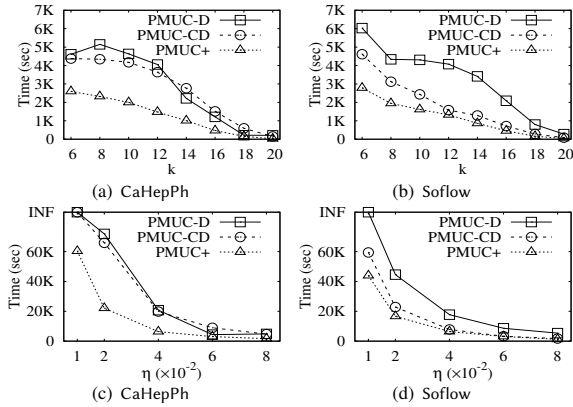 7K
6K
5K
4K
3K
2K
1K
0
Time (sec)
PMUC-D
PMUC-CD
PMUC+
6 8 10 12 14 16 18 20
k
(a) CaHepPh
7K
6K
5K
4K
3K
2K
1K
0
Time (sec)
PMUC-D
PMUC-CD
PMUC+
6 8 10 12 14 16 18 20
k
(b) Soflow
INF
60K
40K
20K
0
Time (sec)
PMUC-D
PMUC-CD
PMUC+
1 2 4 6 8
η (×10⁻²)
(c) CaHepPh
INF
60K
40K
20K
0
Time (sec)
PMUC-D
PMUC-CD
PMUC+
1 2 4 6 8
η (×10⁻²)
(d) Soflow